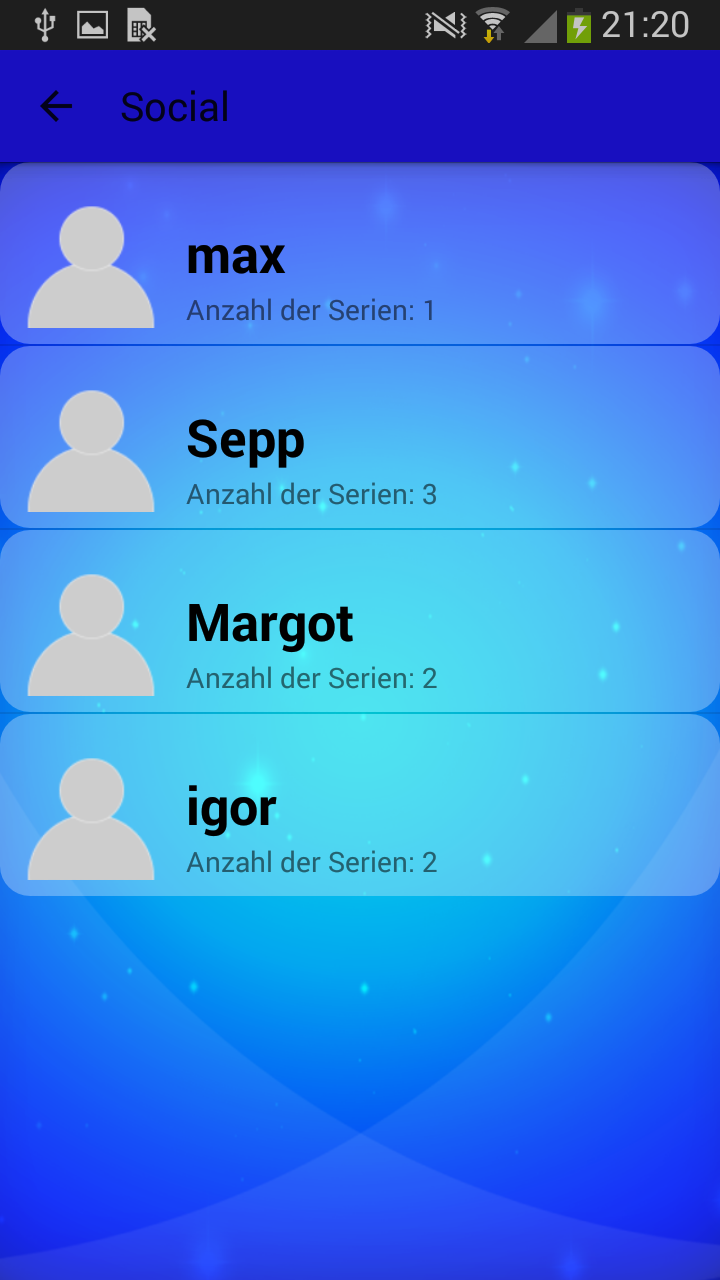 21:20
Social
max
Anzahl der Serien: 1
Sepp
Anzahl der Serien: 3
Margot
Anzahl der Serien: 2
igor
Anzahl der Serien: 2